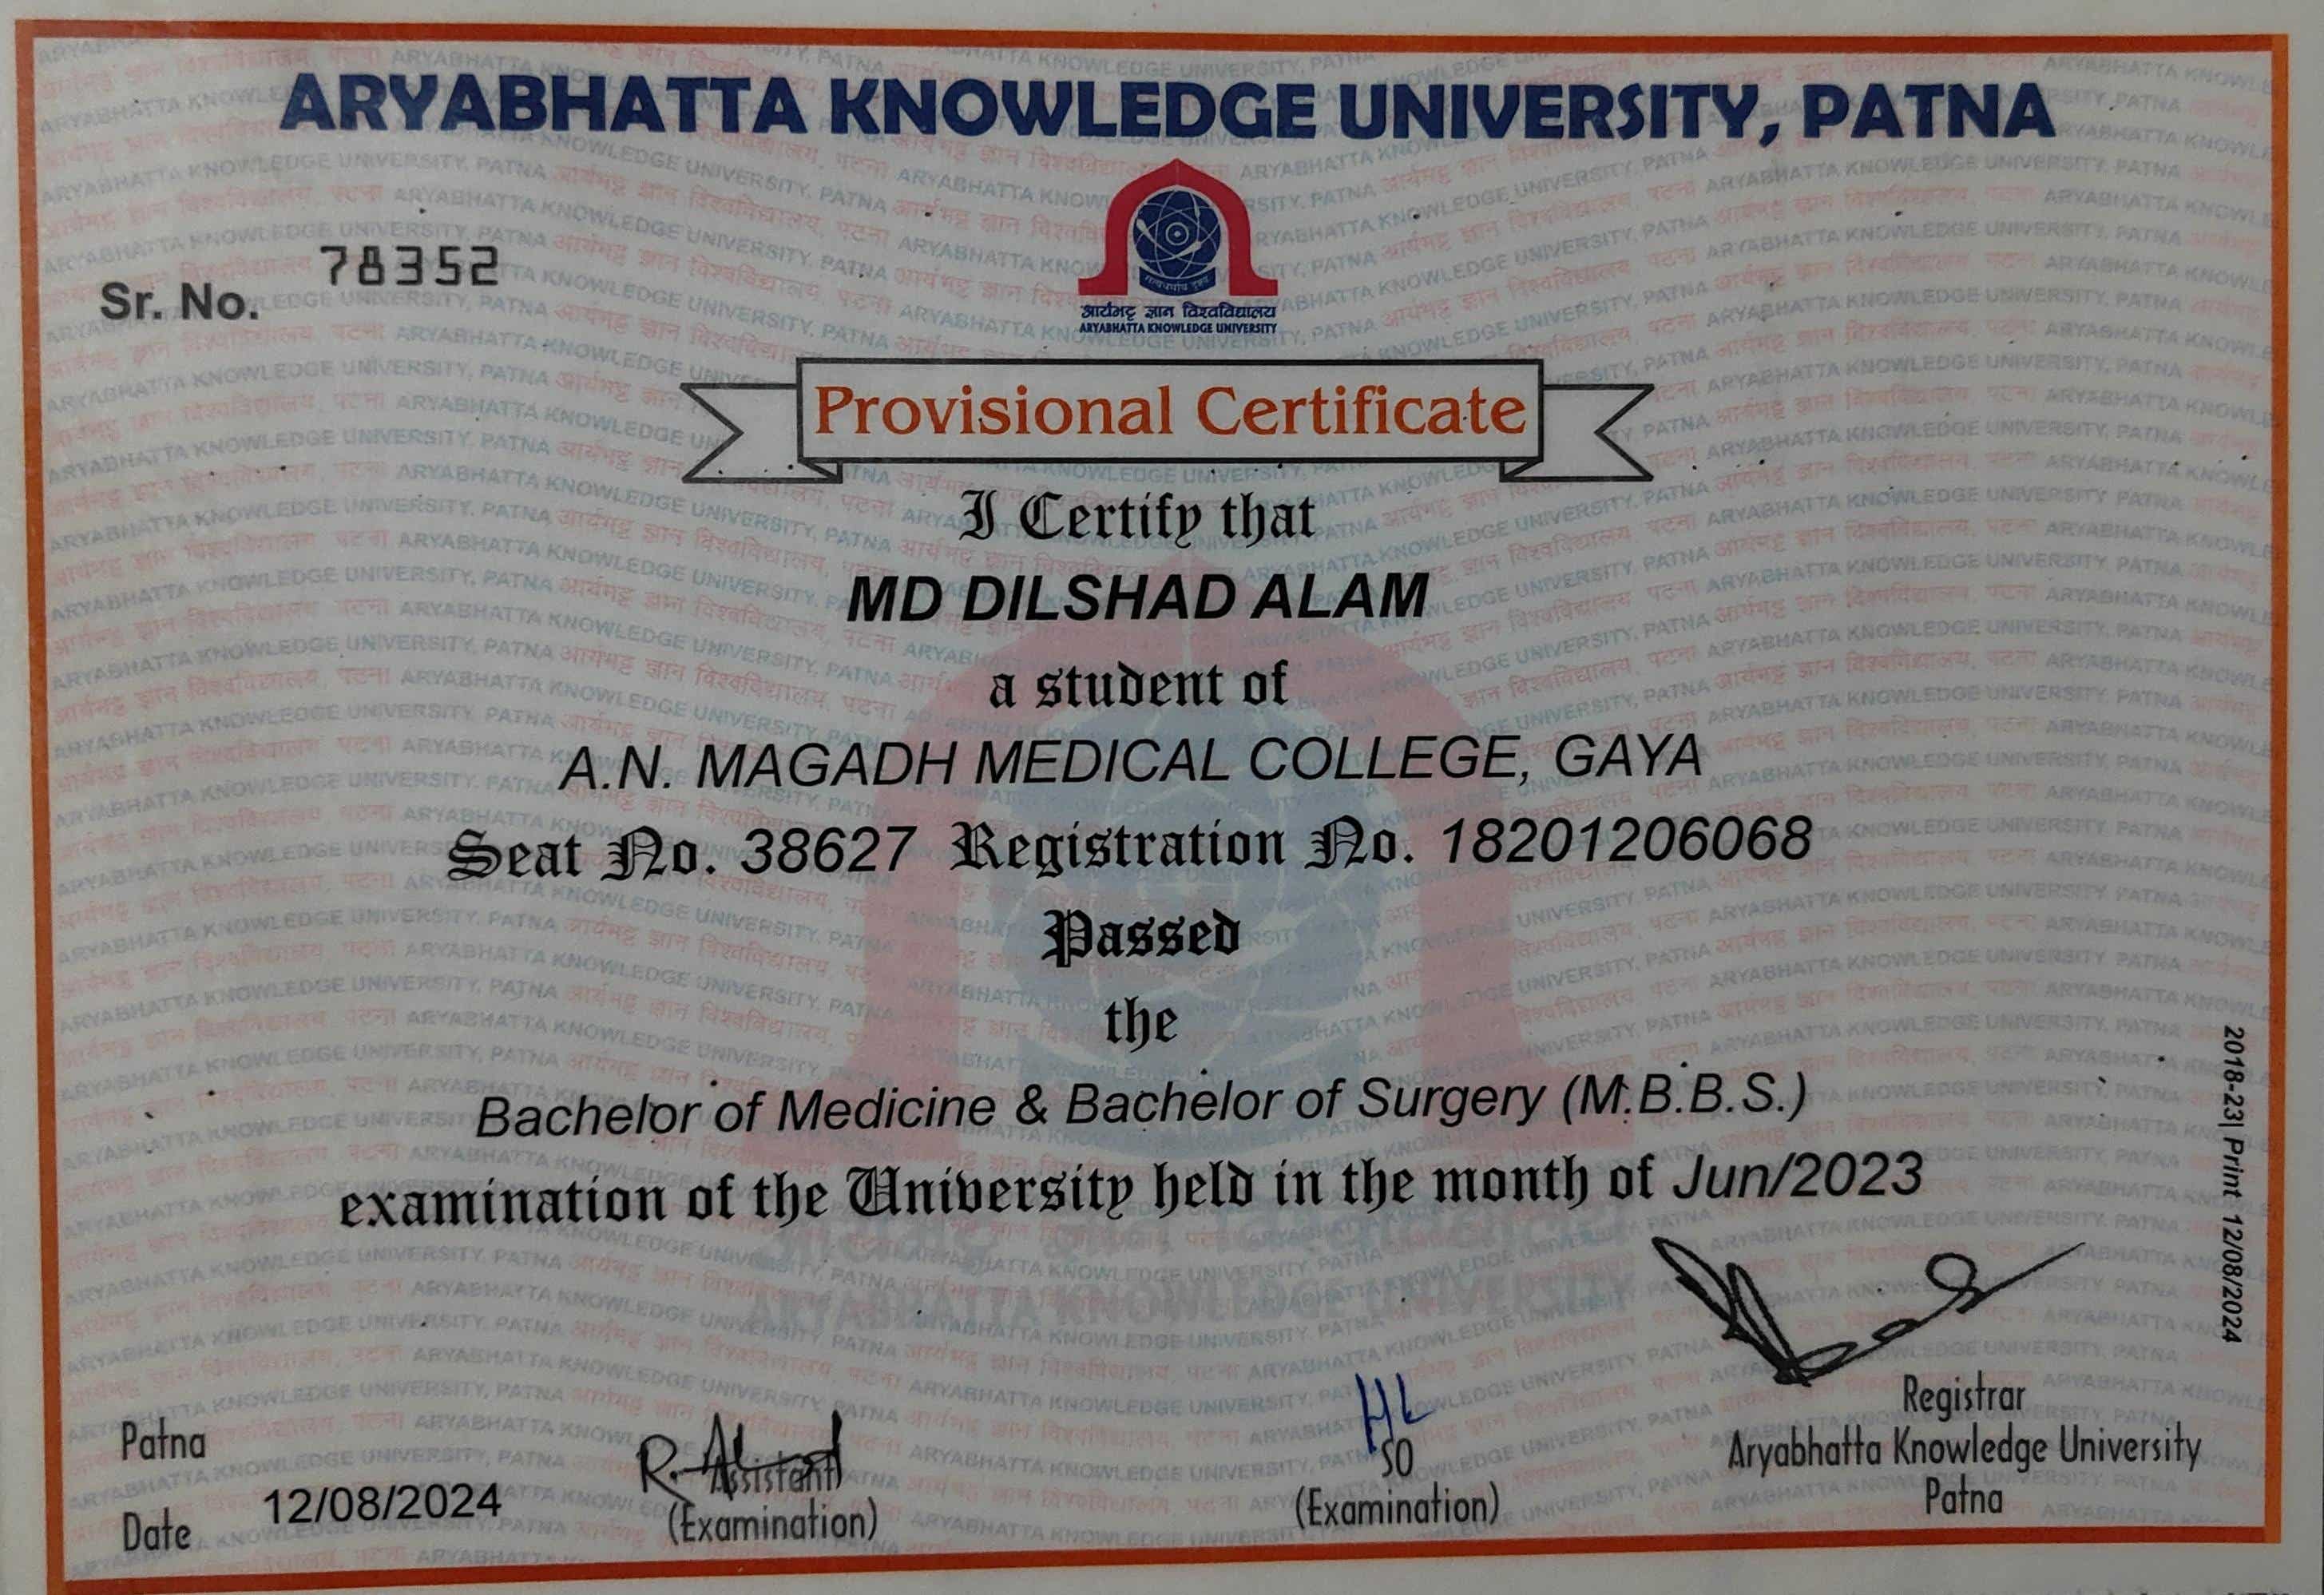 ARYABHATTA KNOWLEDGE UNIVERSITY, PATNA
आर्यभट्ट ज्ञान विश्वविद्यालय
ARYABHATTA KNOWLEDGE UNIVERSITY
Sr. No. 78352
Provisional Certificate
I Certify that
MD DILSHAD ALAM
a student of
A.N. MAGADH MEDICAL COLLEGE, GAYA
Seat No. 38627 Registration No. 18201206068
Passed
the
Bachelor of Medicine & Bachelor of Surgery (M.B.B.S.)
examination of the University held in the month of Jun/2023
2018-23| Print 12/08/2024
ARYABHATTA KNOWLEDGE UNIVERSITY
Patna
Date 12/08/2024
Assistant
(Examination)
SO
(Examination)
Registrar
Aryabhatta Knowledge University
Patna